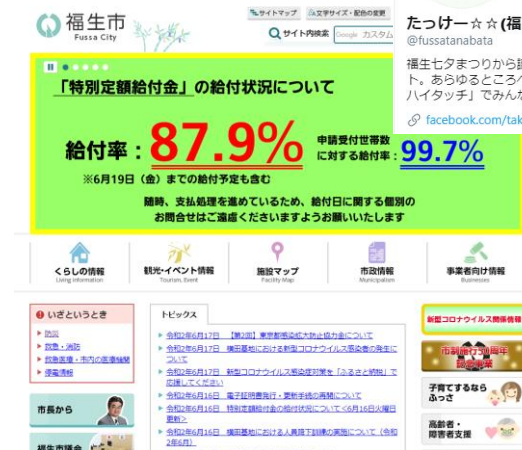 福生市
Fussa City
サイトマップ
文字サイズ・配色の変更
サイト内検索
Google カスタム
たっけー☆☆(福
@fussatanabata
福生七夕まつりから誕
ト。あらゆるところへ
ハイタッチ」でみんな
facebook.com/tak
「特別定額給付金」の給付状況について
給付率：87.9%
申請受付世帯数
に対する給付率：99.7%
※6月19日（金）までの給付予定も含む
随時、支払処理を進めているため、給付日に関する個別の
お問合せはご遠慮くださいますようお願いいたします
くらしの情報
Living information
観光・イベント情報
Tourism, Event
施設マップ
Facility Map
市政情報
Municipalism
事業者向け情報
Businesses
いざというとき
防災
救急・消防
救急医療・市内の医療機関
停電情報
市長から
福生市議会
トピックス
令和2年6月17日 【第2回】東京都感染拡大防止協力金について
令和2年6月17日 横田基地における新型コロナウイルス感染者の発生に
ついて
令和2年6月17日 新型コロナウイルス感染症対策を「ふるさと納税」で
応援してください
令和2年6月16日 電子証明書発行・更新手続の再開について
令和2年6月16日 特別定額給付金の給付状況について<6月16日火曜日
更新>
令和2年6月16日 横田基地における人員降下訓練の実施について（令和
2年6月）
新型コロナウイルス関係情報
市制施行50周年
記念事業
子育てするなら
ふっさ
高齢者・
障害者支援